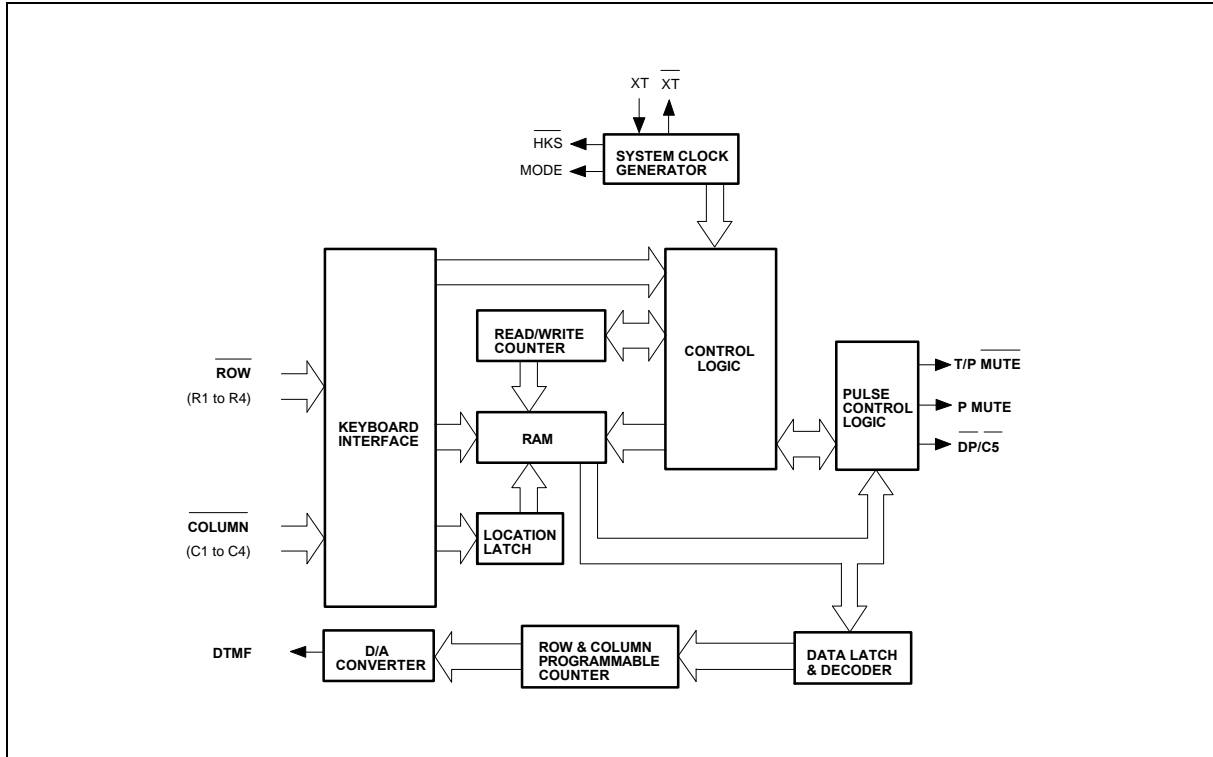 XT XT
HKS
MODE
SYSTEM CLOCK
GENERATOR
READ/WRITE
COUNTER
CONTROL
LOGIC
ROW
(R1 to R4)
KEYBOARD
INTERFACE
RAM
PULSE
CONTROL
LOGIC
T/P MUTE
P MUTE
DP/C5
COLUMN
(C1 to C4)
LOCATION
LATCH
DTMF
D/A
CONVERTER
ROW & COLUMN
PROGRAMMABLE
COUNTER
DATA LATCH
& DECODER